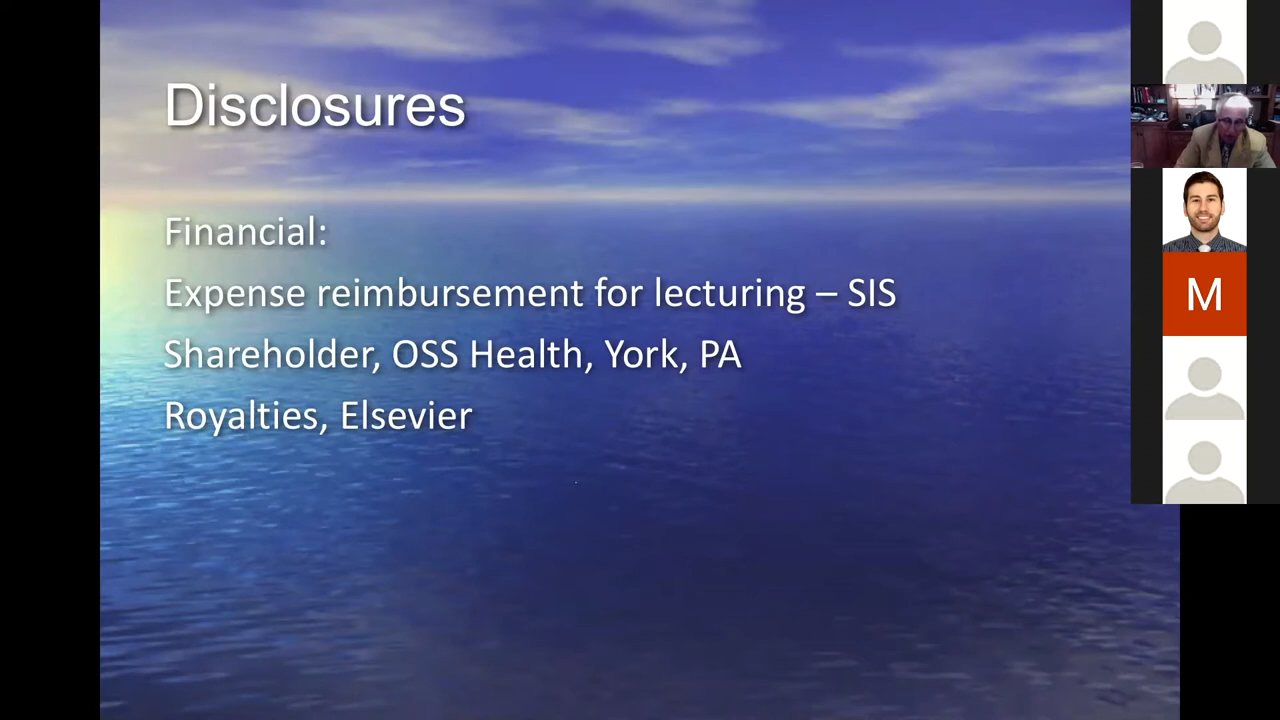 Disclosures
Financial:
Expense reimbursement for lecturing – SIS
Shareholder, OSS Health, York, PA
Royalties, Elsevier
M